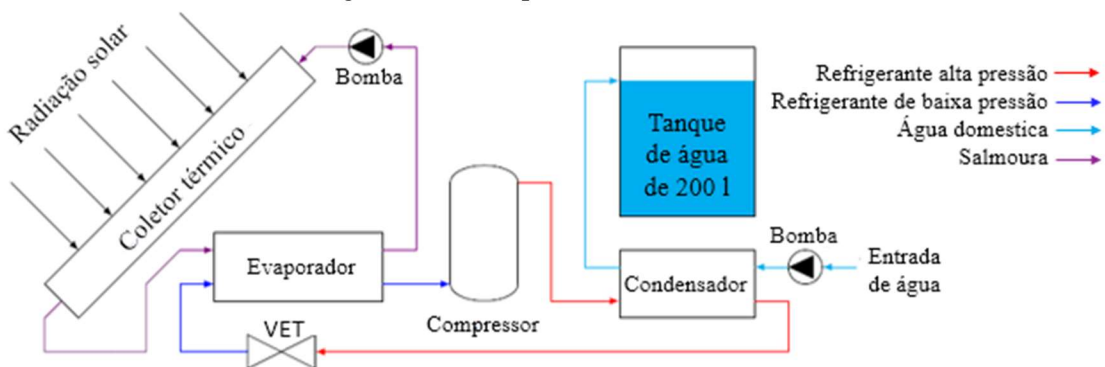 Radiação solar
Coletor térmico
Bomba
Evaporador
VET
Compressor
Tanque
de água
de 200 l
Condensador
Bomba
Entrada
de água
Refrigerante alta pressão
Refrigerante de baixa pressão
Água domestica
Salmoura